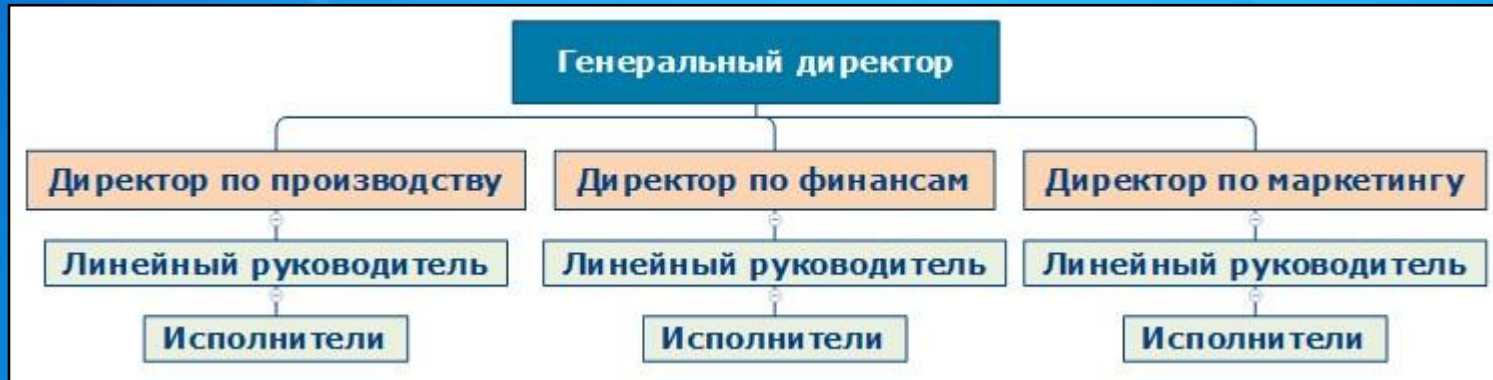 Генеральный директор
Директор по производству
Директор по финансам
Директор по маркетингу
Линейный руководитель
Линейный руководитель
Линейный руководитель
Исполнители
Исполнители
Исполнители